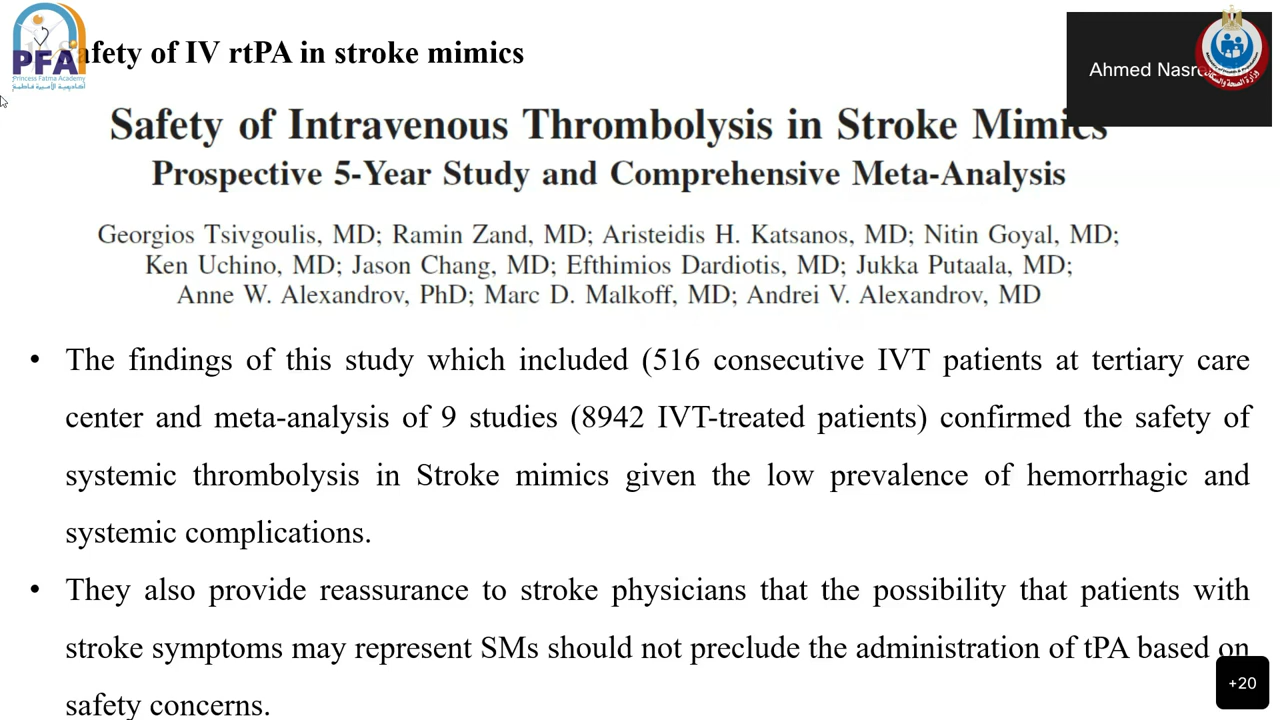 PFA
Princess Fatma Academy
أكاديمية الأميرة فاطمة
Safety of IV rtPA in stroke mimics
Ahmed Nasr
وزارة الصحة والسكان
Safety of Intravenous Thrombolysis in Stroke Mimics
Prospective 5-Year Study and Comprehensive Meta-Analysis
Georgios Tsivgoulis, MD; Ramin Zand, MD; Aristeidis H. Katsanos, MD; Nitin Goyal, MD;
Ken Uchino, MD; Jason Chang, MD; Efthimios Dardiotis, MD; Jukka Putaala, MD;
Anne W. Alexandrov, PhD; Marc D. Malkoff, MD; Andrei V. Alexandrov, MD
• The findings of this study which included (516 consecutive IVT patients at tertiary care
center and meta-analysis of 9 studies (8942 IVT-treated patients) confirmed the safety of
systemic thrombolysis in Stroke mimics given the low prevalence of hemorrhagic and
systemic complications.
• They also provide reassurance to stroke physicians that the possibility that patients with
stroke symptoms may represent SMs should not preclude the administration of tPA based on
safety concerns.
+20